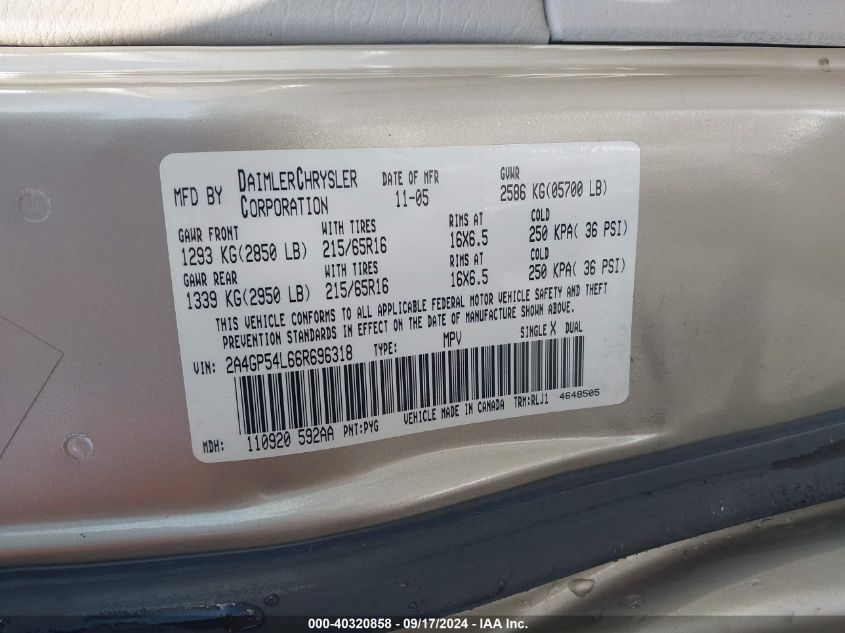 MFD BY DAIMLERCHRYSLER CORPORATION DATE OF MFR 11-05 GVWR 2586 KG(05700 LB)
GAWR FRONT WITH TIRES RIMS AT COLD
1293 KG(2850 LB) 215/65R16 16X6.5 250 KPA( 36 PSI)
GAWR REAR WITH TIRES RIMS AT COLD
1339 KG(2950 LB) 215/65R16 16X6.5 250 KPA( 36 PSI)
THIS VEHICLE CONFORMS TO ALL APPLICABLE FEDERAL MOTOR VEHICLE SAFETY AND THEFT
PREVENTION STANDARDS IN EFFECT ON THE DATE OF MANUFACTURE SHOWN ABOVE.
VIN: 2A4GP54L66R696318 TYPE: MPV SINGLE X DUAL
MDH: 110920 592AA PNT:PYG VEHICLE MADE IN CANADA TRM:RLJ1 4648505
000-40320858 - 09/17/2024 - IAA, Inc.